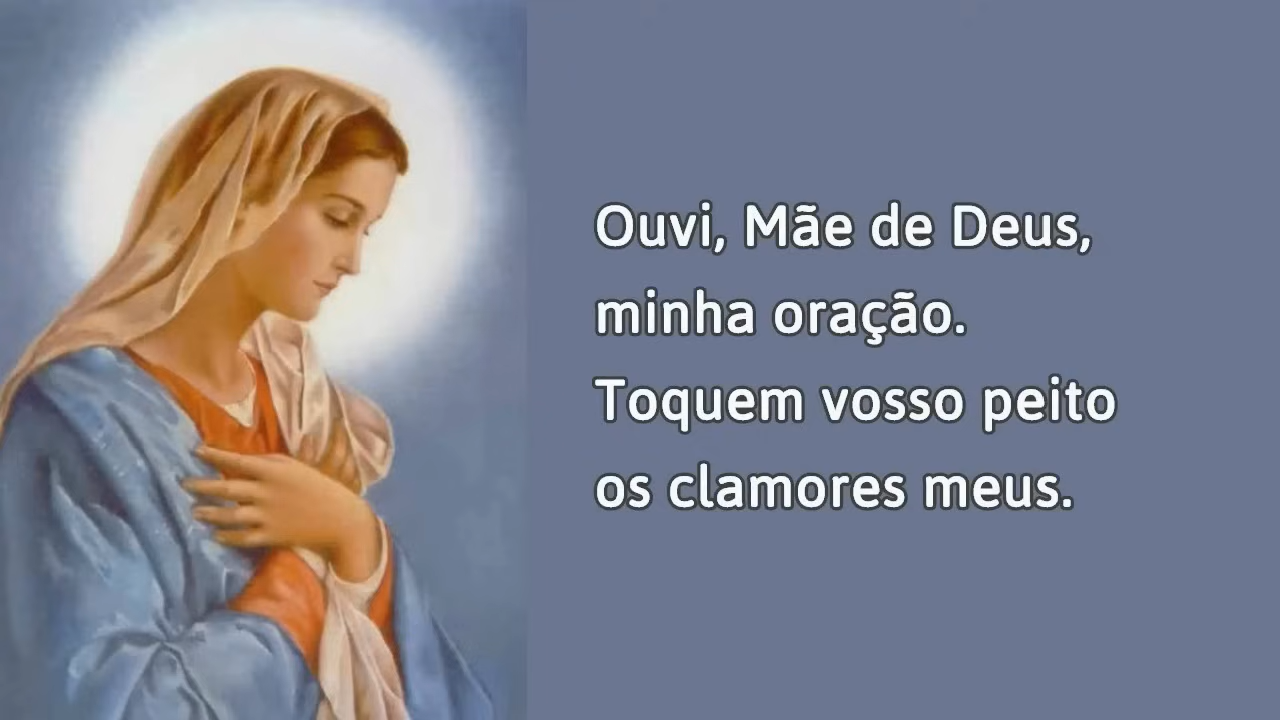 Ouvi, Mãe de Deus,
minha oração.
Toquem vosso peito
os clamores meus.